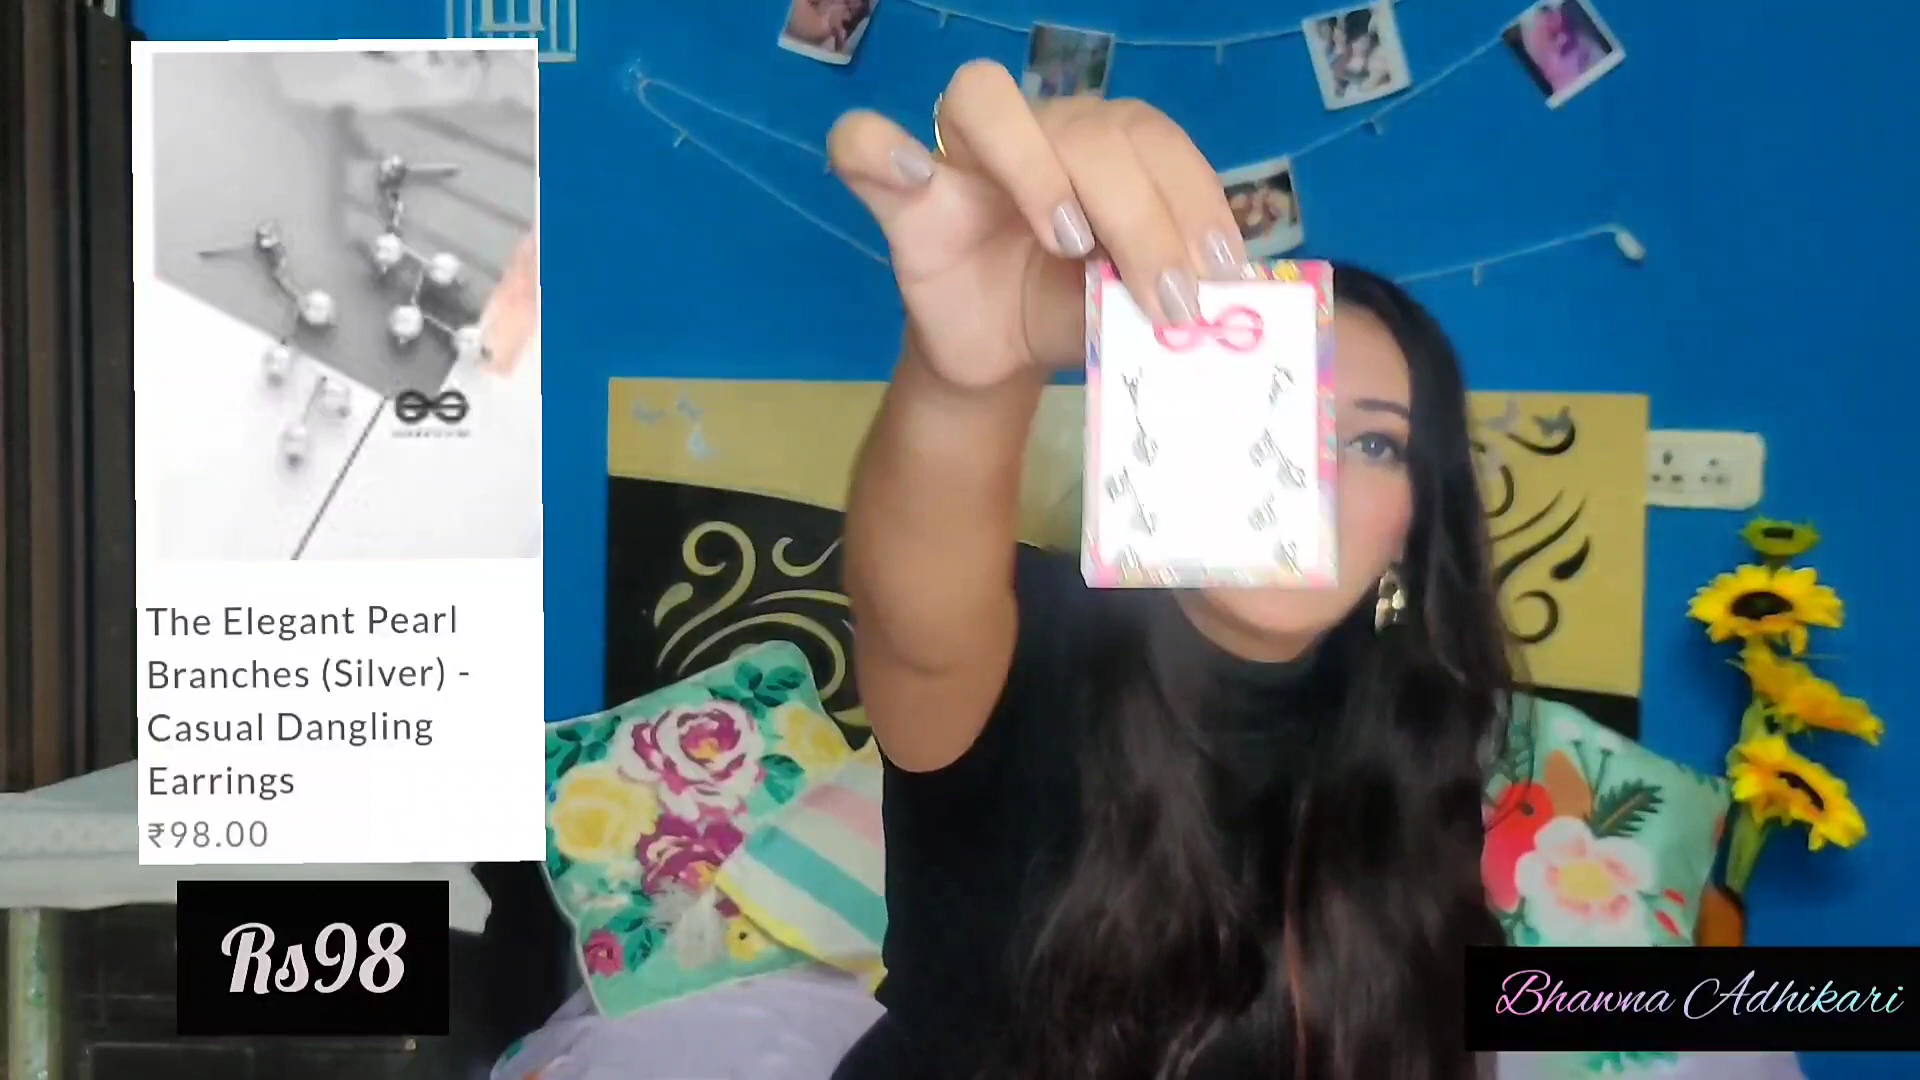 The Elegant Pearl
Branches (Silver) -
Casual Dangling
Earrings
₹98.00
Rs98
Bhawna Adhikari